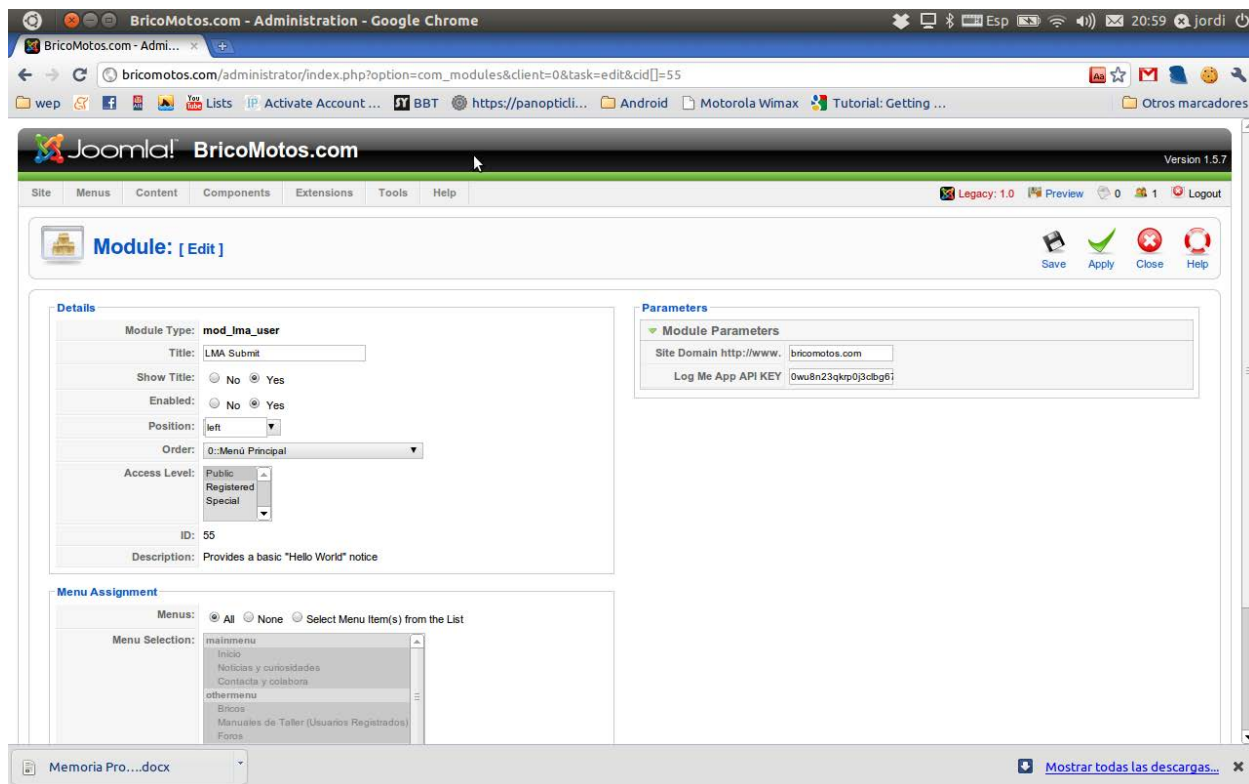 BricoMotos.com - Administration - Google Chrome
Esp
20:59
jordi
BricoMotos.com - Admi...
bricomotos.com/administrator/index.php?option=com_modules&client=0&task=edit&cid[]=55
wep
You Tube
Lists
Activate Account ...
BBT
https://panopticli...
Android
Motorola Wimax
Tutorial: Getting ...
Otros marcadores
Joomla! BricoMotos.com
Version 1.5.7
Site Menus Content Components Extensions Tools Help
Legacy: 1.0 Preview 0 1 Logout
Module: [ Edit ]
Save Apply Close Help
Details
Module Type: mod_lma_user
Title: LMA Submit
Show Title: No Yes
Enabled: No Yes
Position: left
Order: 0::Menú Principal
Access Level: Public
Registered
Special
ID: 55
Description: Provides a basic "Hello World" notice
Parameters
Module Parameters
Site Domain http://www. bricomotos.com
Log Me App API KEY 0wu8n23qkrp0j3clbg67
Menu Assignment
Menus: All None Select Menu Item(s) from the List
Menu Selection: mainmenu
Inicio
Noticias y curiosidades
Contacta y colabora
othermenu
Bricos
Manuales de Taller (Usuarios Registrados)
Foros
Memoria Pro....docx
Mostrar todas las descargas...